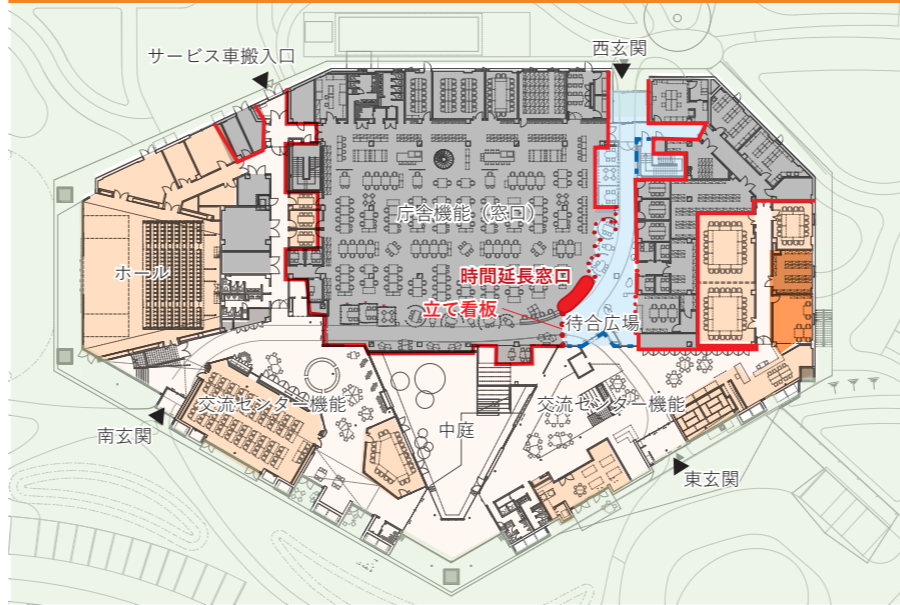 西玄関
サービス車搬入口
庁舎機能（窓口）
ホール
時間延長窓口
立て看板
待合広場
交流センター機能
交流センター機能
中庭
南玄関
東玄関